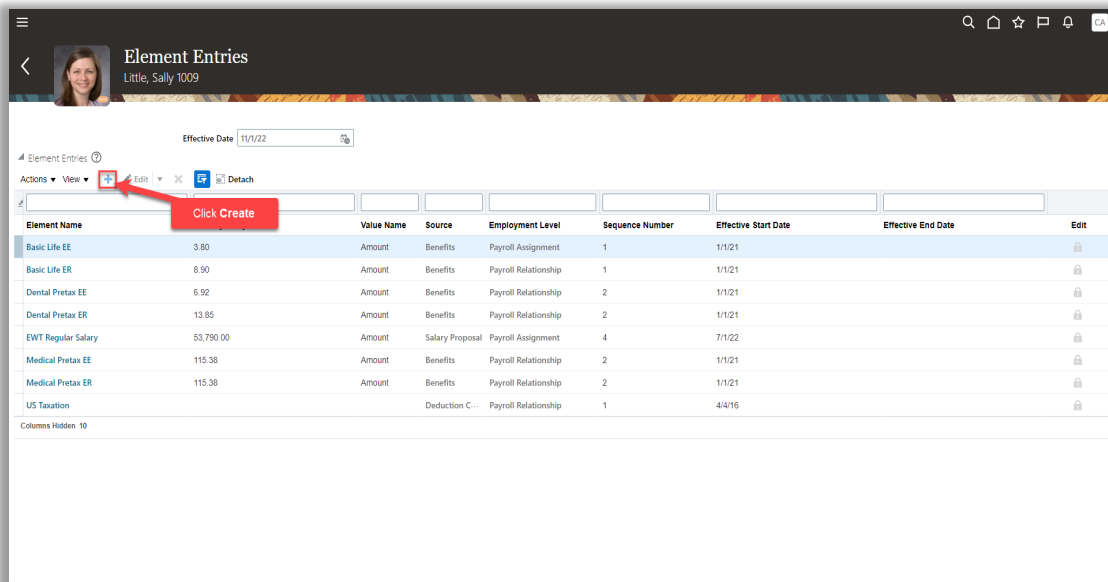 CA
Element Entries
Little, Sally 1009
Effective Date 11/1/22
Element Entries
Actions View Edit Detach
Click Create
Element Name Value Name Source Employment Level Sequence Number Effective Start Date Effective End Date Edit
Basic Life EE 3.80 Amount Benefits Payroll Assignment 1 1/1/21
Basic Life ER 8.90 Amount Benefits Payroll Relationship 1 1/1/21
Dental Pretax EE 6.92 Amount Benefits Payroll Relationship 2 1/1/21
Dental Pretax ER 13.85 Amount Benefits Payroll Relationship 2 1/1/21
EWT Regular Salary 53,790.00 Amount Salary Proposal Payroll Assignment 4 7/1/22
Medical Pretax EE 115.38 Amount Benefits Payroll Relationship 2 1/1/21
Medical Pretax ER 115.38 Amount Benefits Payroll Relationship 2 1/1/21
US Taxation Deduction C... Payroll Relationship 1 4/4/16
Columns Hidden 10